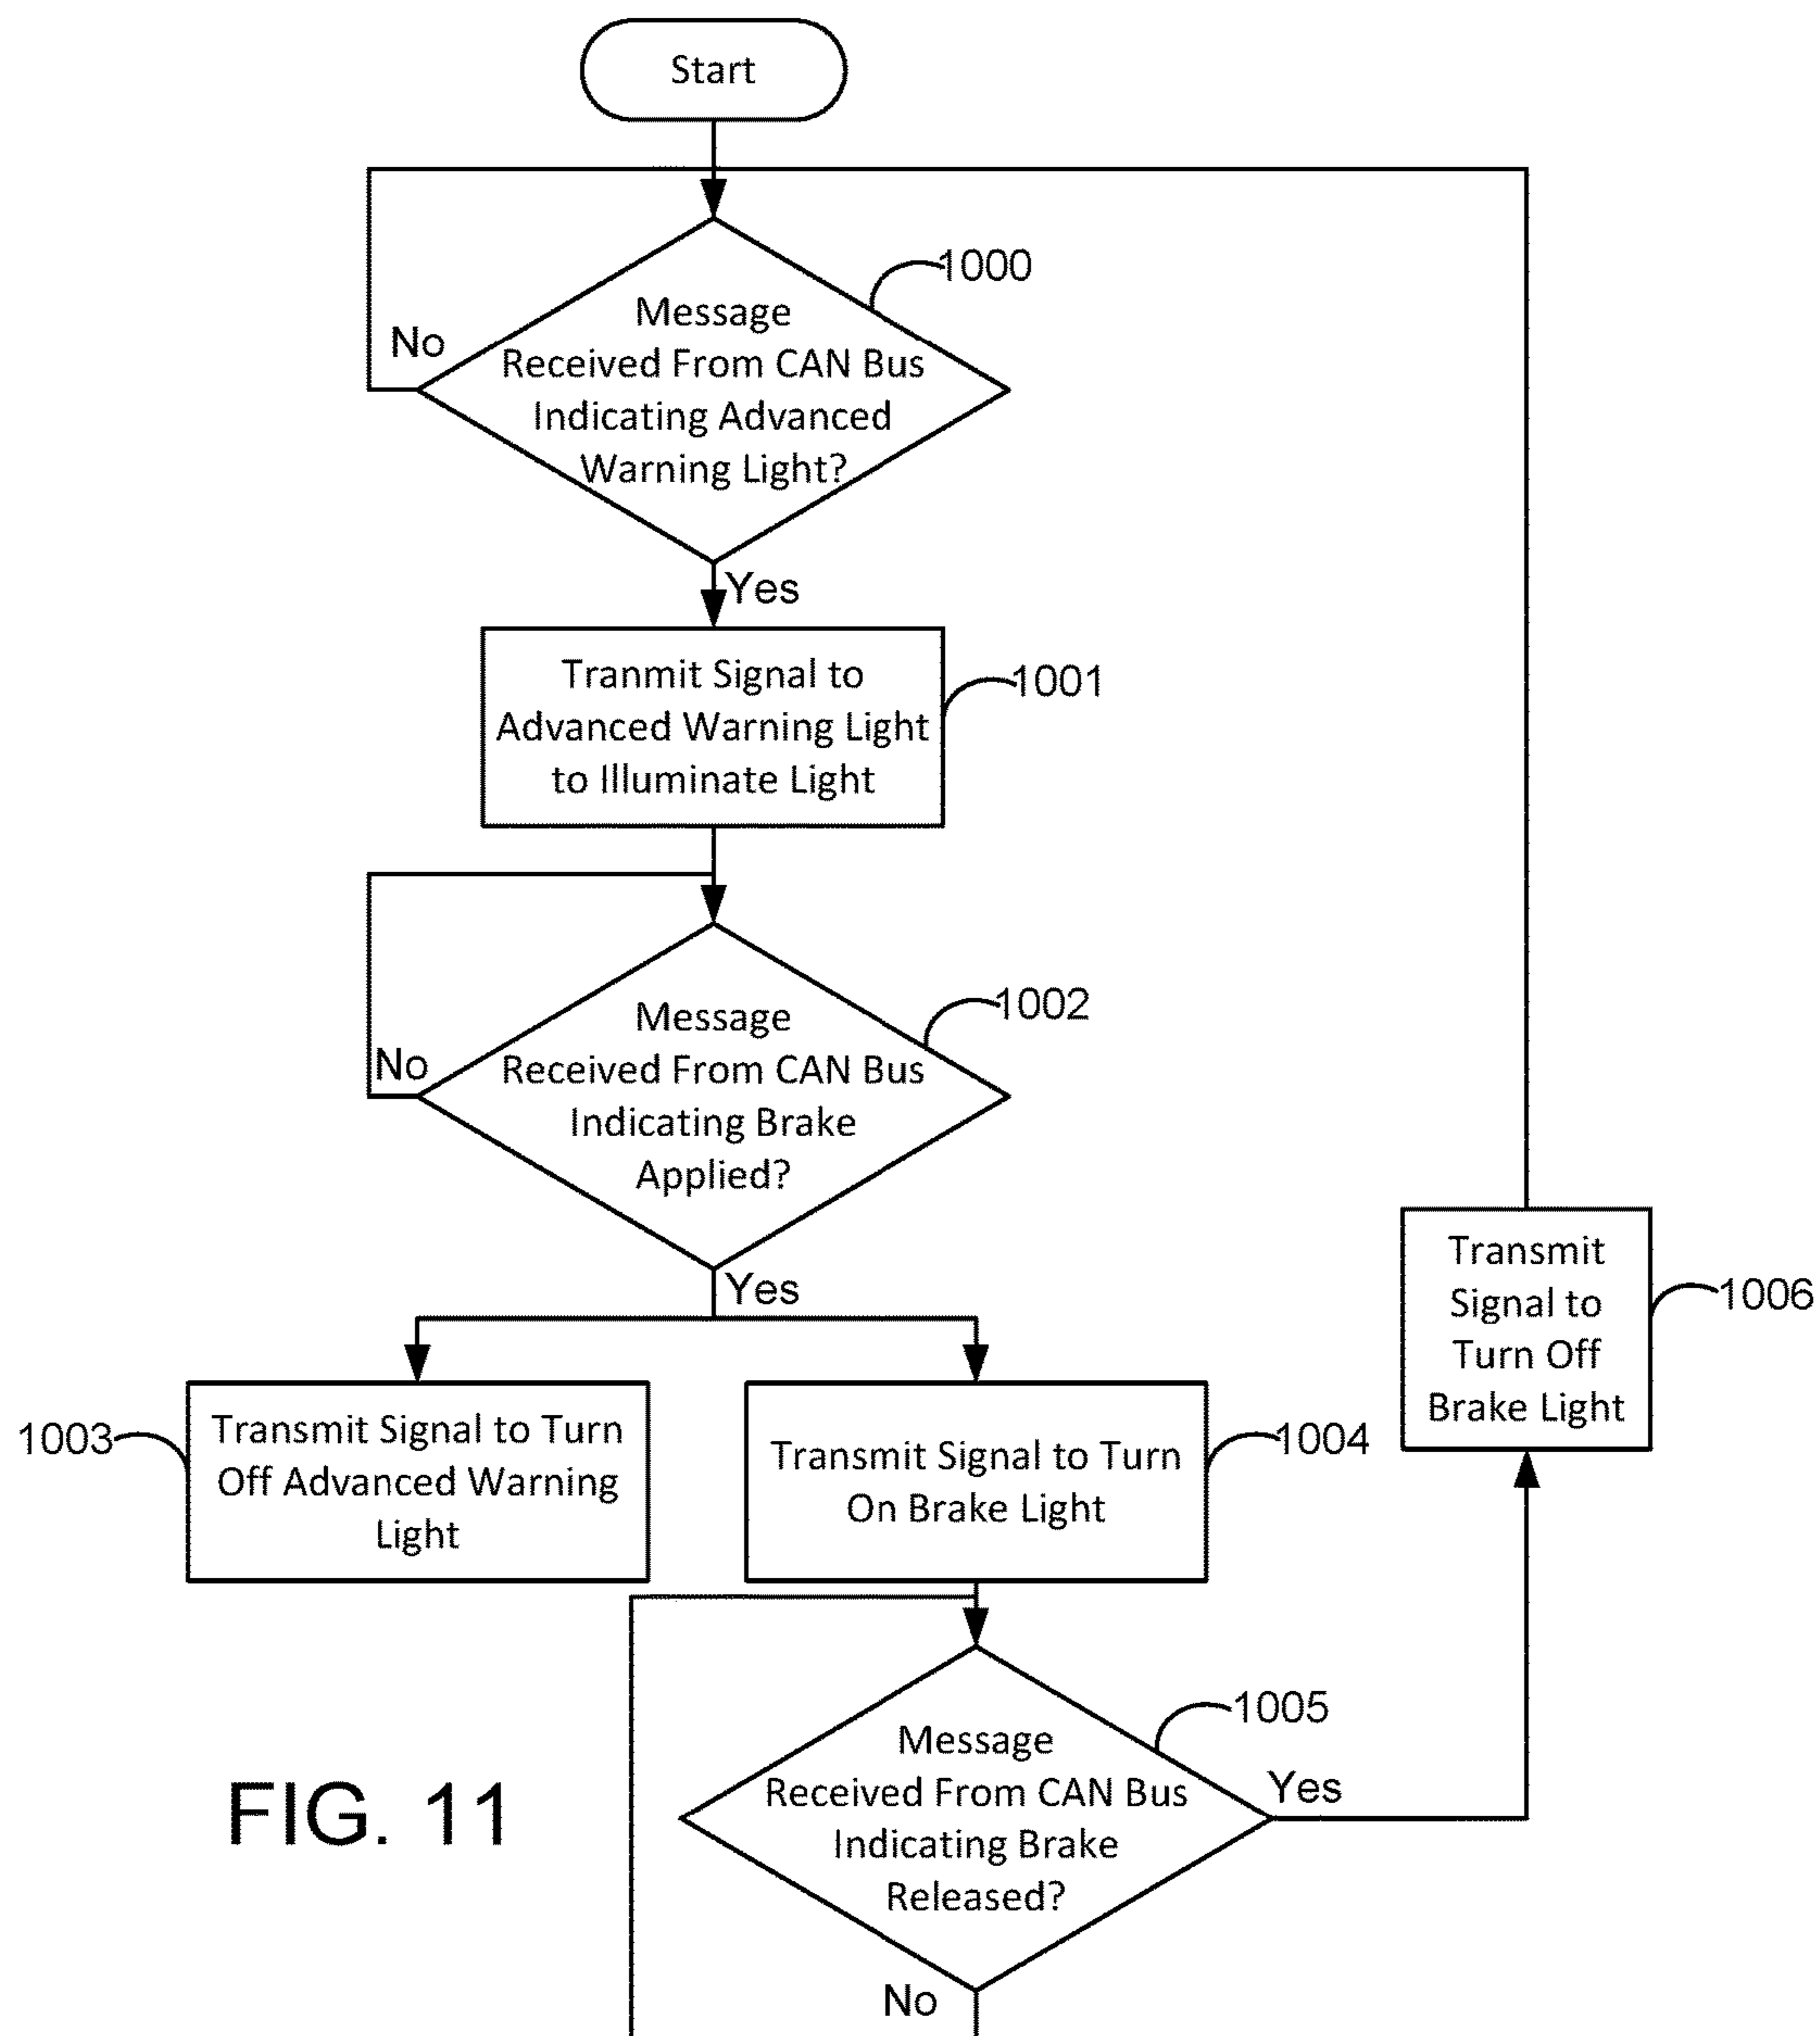 Start
1000
Message
Received From CAN Bus
Indicating Advanced
Warning Light?
No
Yes
Tranmit Signal to
Advanced Warning Light
to Illuminate Light
1001
Message
Received From CAN Bus
Indicating Brake
Applied?
1002
No
Yes
1003
Transmit Signal to Turn
Off Advanced Warning
Light
Transmit Signal to Turn
On Brake Light
1004
Transmit
Signal to
Turn Off
Brake Light
1006
Message
Received From CAN Bus
Indicating Brake
Released?
1005
Yes
No
FIG. 11